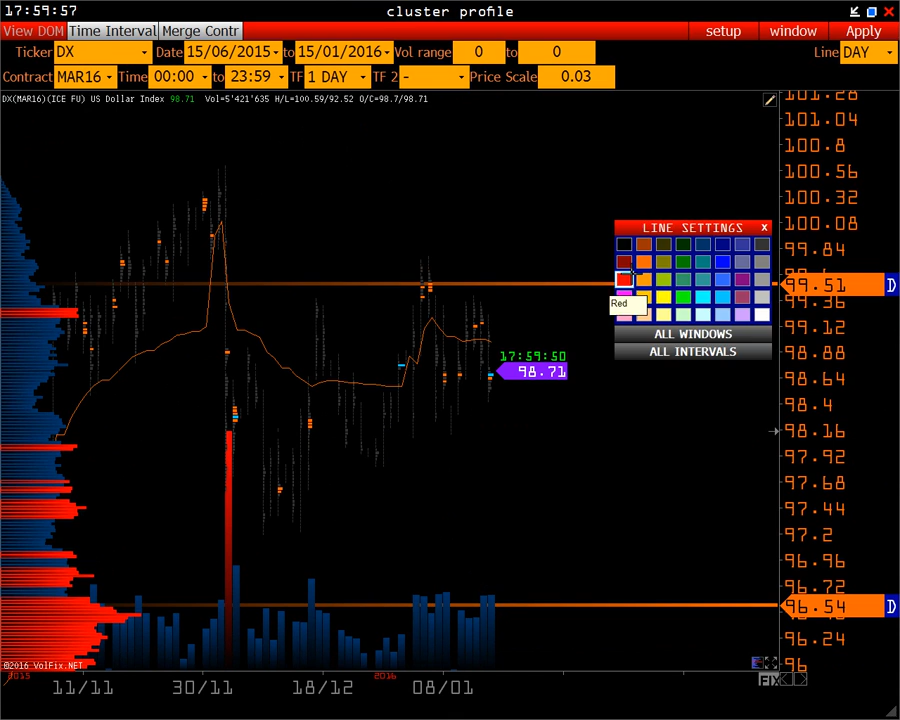 17:59:57 cluster profile
View DOM Time Interval Merge Contr setup window Apply
Ticker DX Date 15/06/2015 to 15/01/2016 Vol range 0 to 0 Line DAY
Contract MAR16 Time 00:00 to 23:59 TF 1 DAY TF 2 - Price Scale 0.03
DX(MAR16)(ICE FU) US Dollar Index 98.71 Vol=5'421'635 H/L=100.59/92.52 O/C=98.7/98.71
101.28
101.04
100.8
100.56
100.32
100.08
LINE SETTINGS x
99.84
99.51 D
Red
99.36
99.12
ALL WINDOWS
ALL INTERVALS
98.88
17:59:50
98.71
98.64
98.4
98.16
97.92
97.68
97.44
97.2
96.96
96.72
96.54 D
96.24
©2016 VolFix.NET
96
2015 2016
FIX
11/11 30/11 18/12 08/01